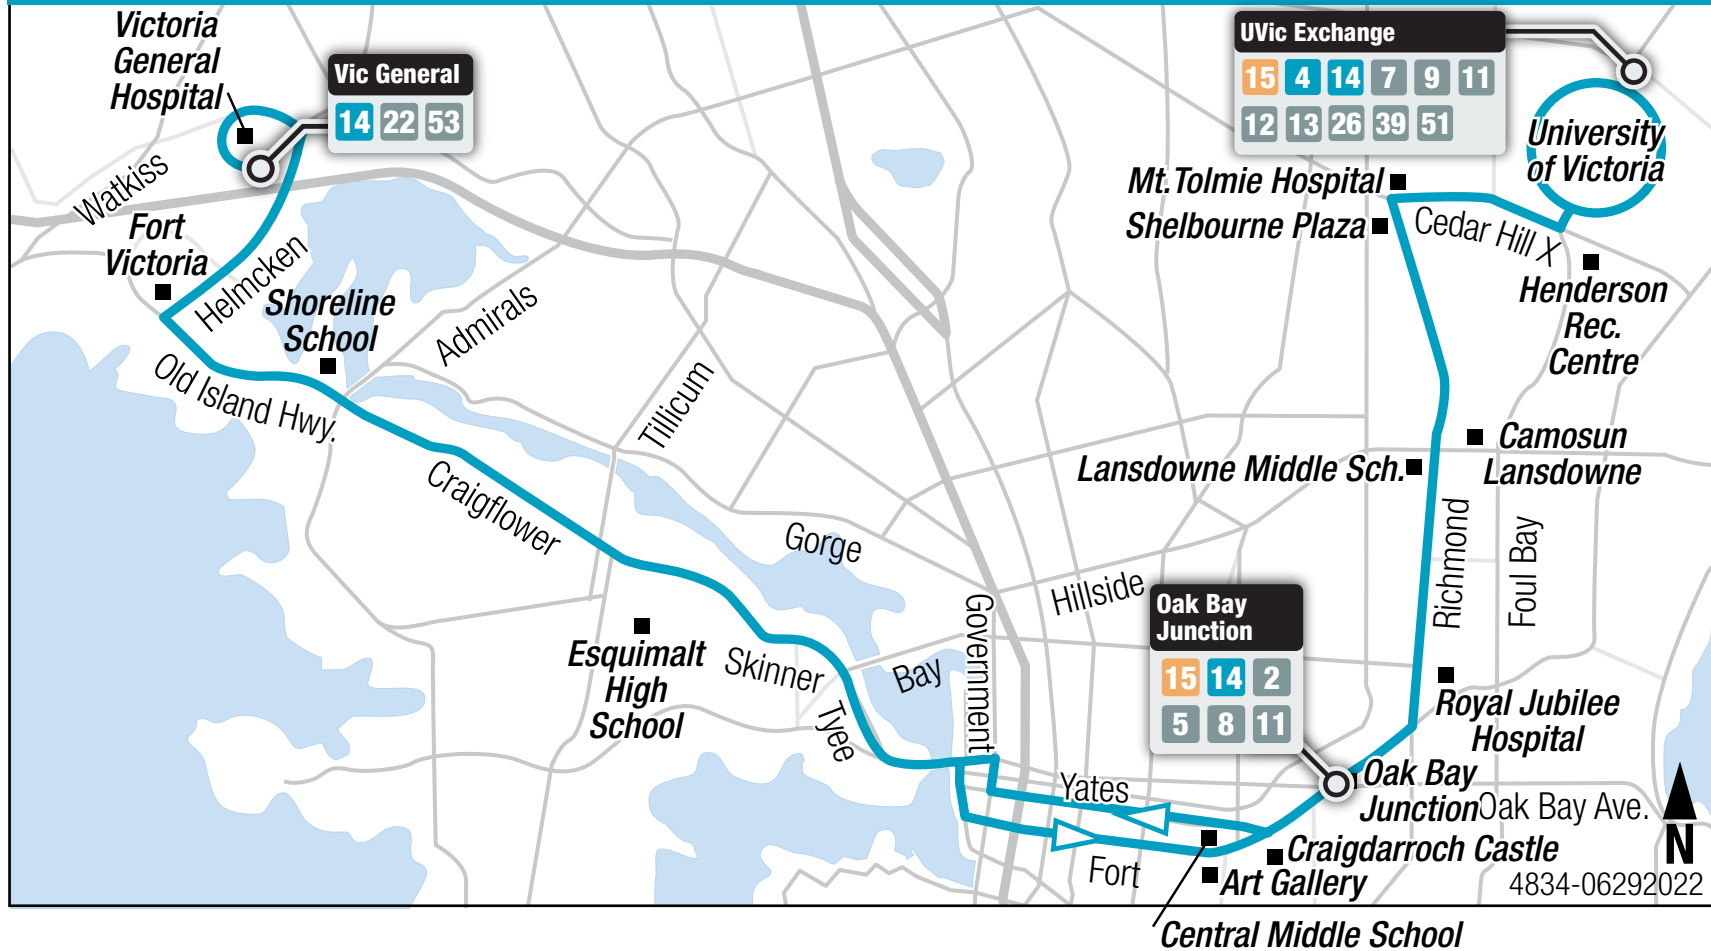 Victoria
General
Hospital
Vic General
14 22 53
UVic Exchange
15 4 14 7 9 11
12 13 26 39 51
University
of Victoria
Mt.Tolmie Hospital
Shelbourne Plaza
Cedar Hill X
Henderson
Rec.
Centre
Watkiss
Fort
Victoria
Helmcken
Shoreline
School
Admirals
Old Island Hwy.
Tillicum
Craigflower
Gorge
Camosun
Lansdowne
Lansdowne Middle Sch.
Richmond
Foul Bay
Hillside
Government
Oak Bay
Junction
15 14 2
5 8 11
Esquimalt
High
School
Skinner
Bay
Tyee
Royal Jubilee
Hospital
Yates
Oak Bay
Junction
Oak Bay Ave.
N
Fort
Craigdarroch Castle
Art Gallery
4834-06292022
Central Middle School